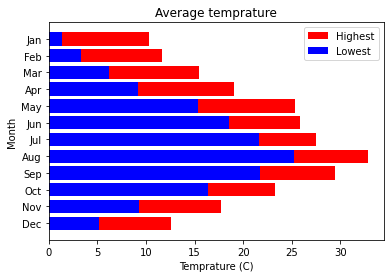 Average temprature
Highest
Lowest
Month
Jan
Feb
Mar
Apr
May
Jun
Jul
Aug
Sep
Oct
Nov
Dec
0 5 10 15 20 25 30
Temprature (C)